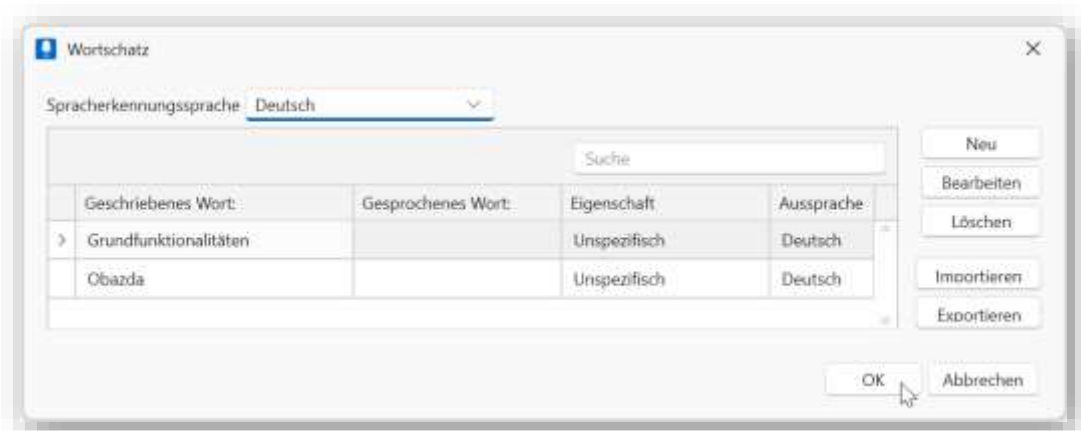 Wortschatz
Spracherkennungssprache Deutsch
Suche
Neu
Bearbeiten
Löschen
Geschriebenes Wort: Gesprochenes Wort: Eigenschaft Aussprache
Grundfunktionalitäten Unspezifisch Deutsch
Obazda Unspezifisch Deutsch
Importieren
Exportieren
OK Abbrechen